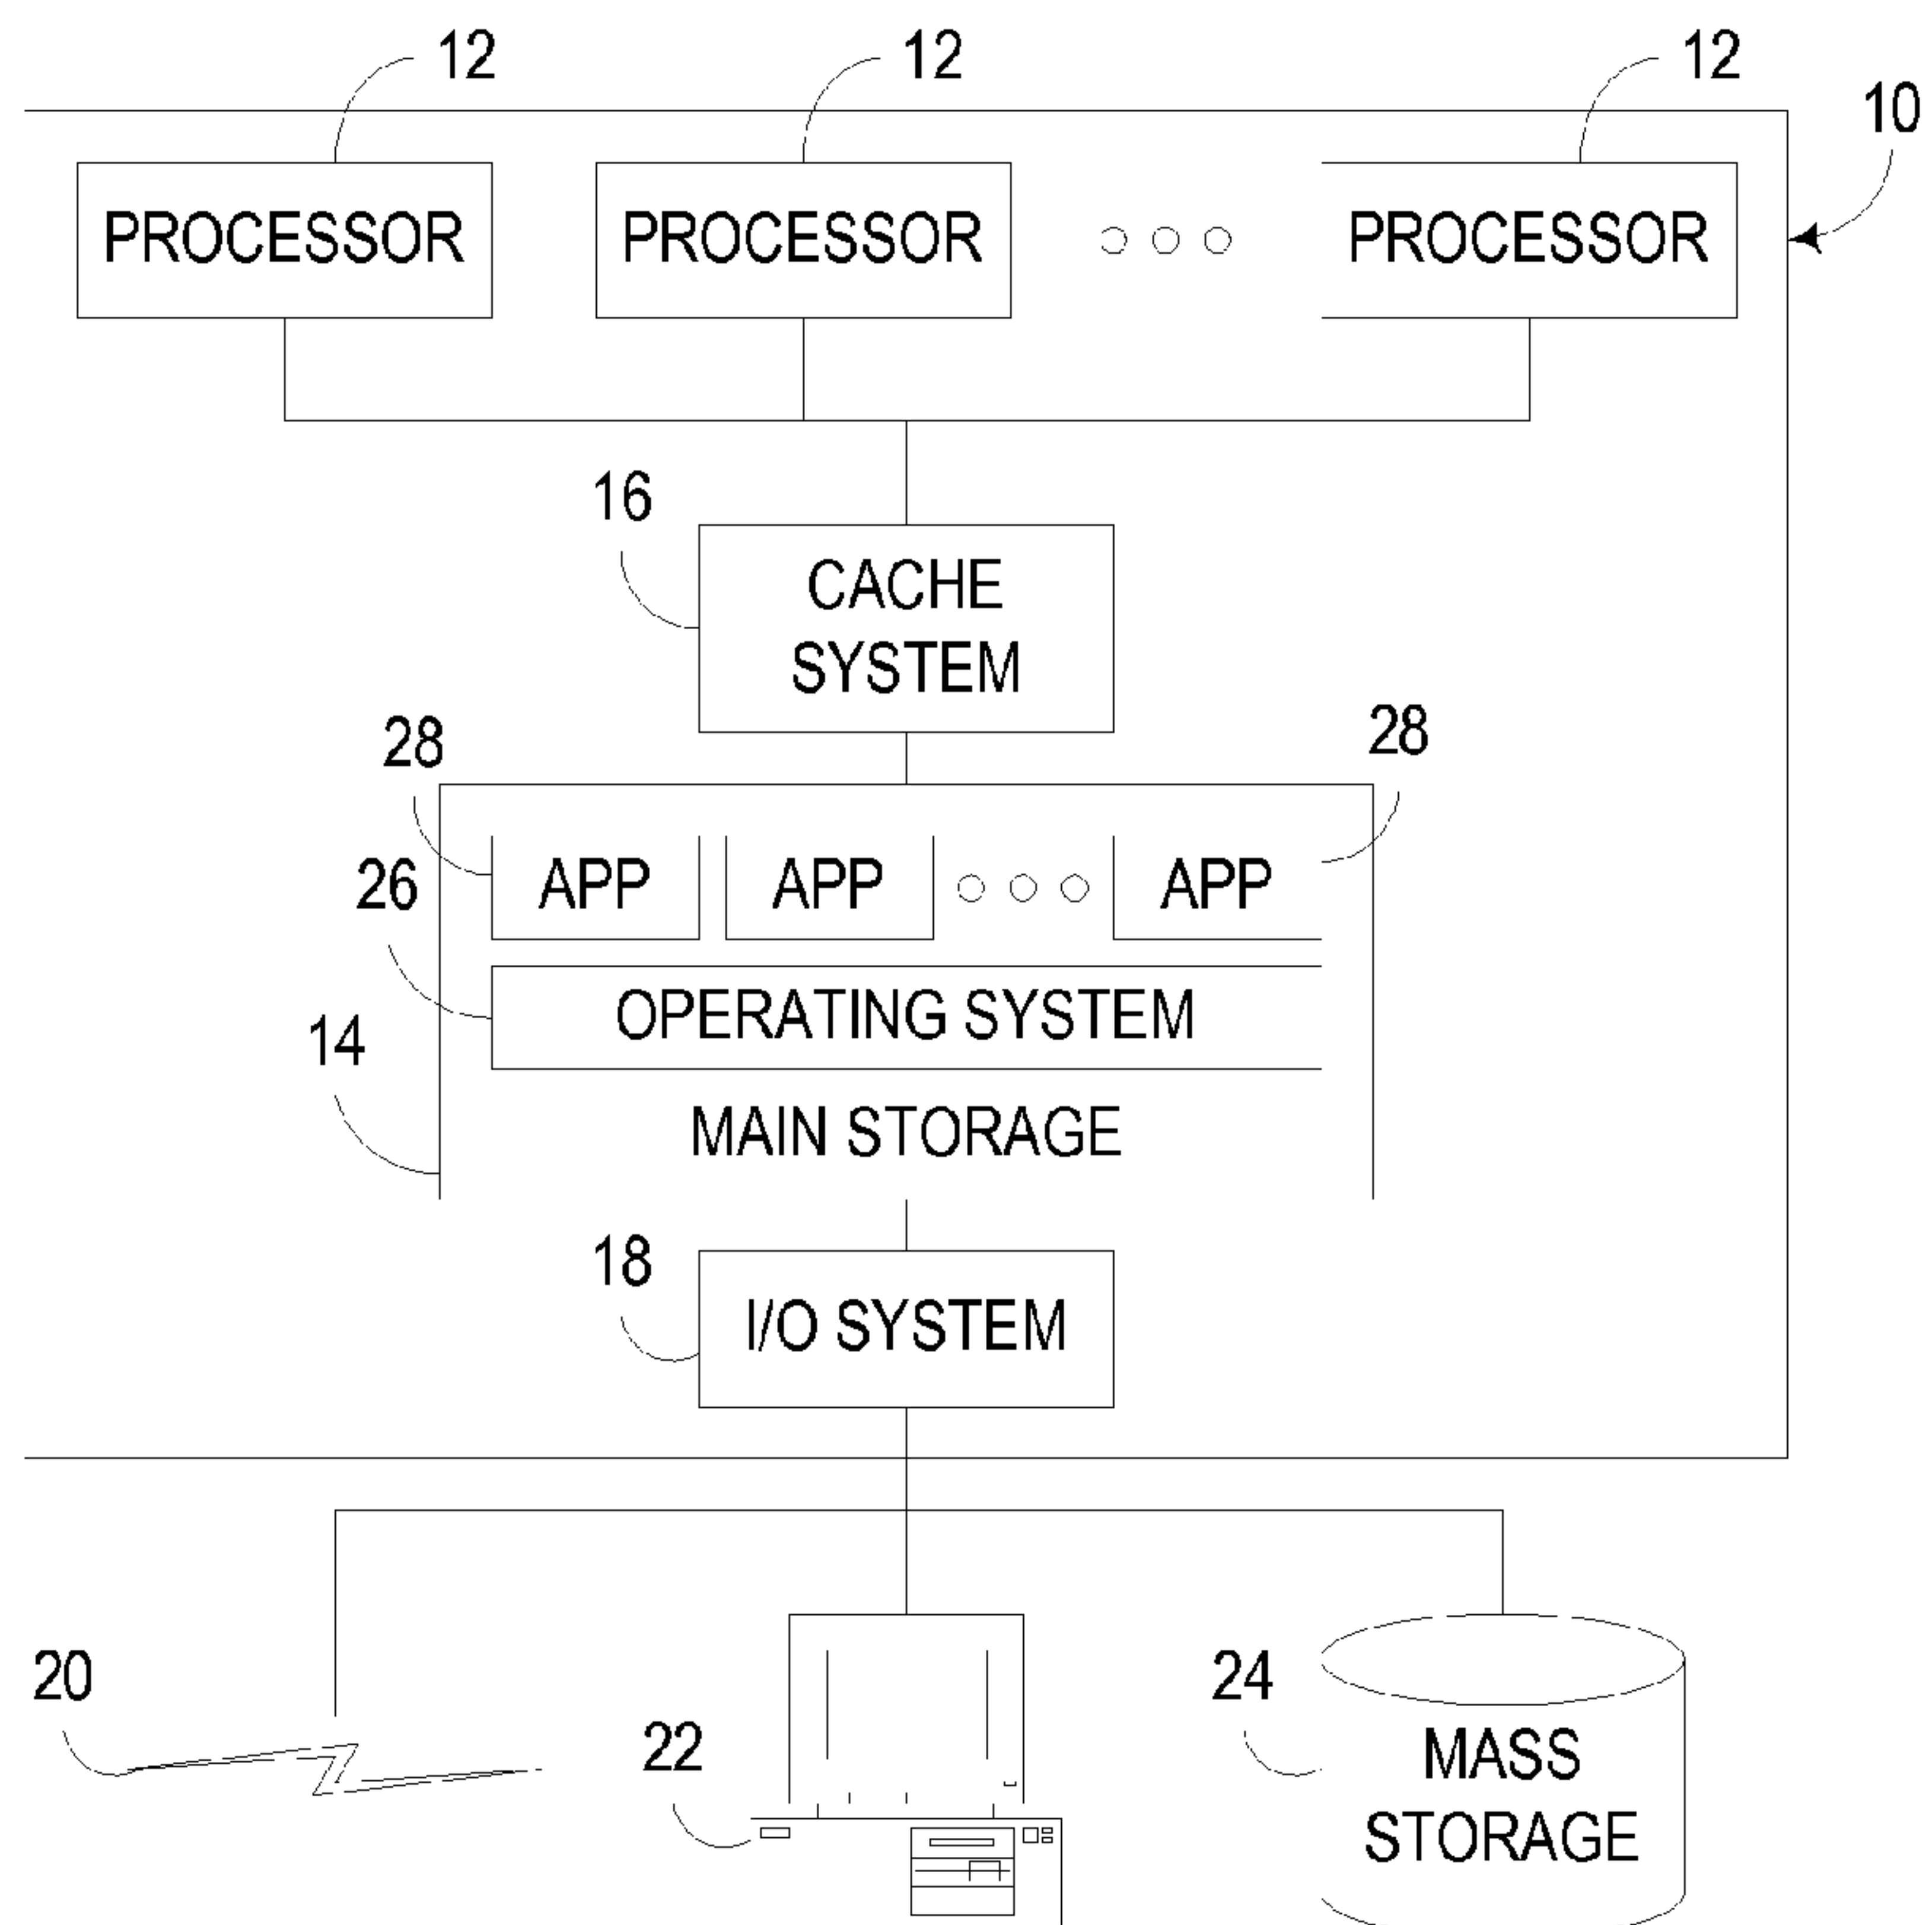 12 12 12
10
PROCESSOR PROCESSOR PROCESSOR
16
CACHE
SYSTEM
28 28
26 APP APP APP
OPERATING SYSTEM
14
MAIN STORAGE
18
I/O SYSTEM
20 24
22 MASS
STORAGE